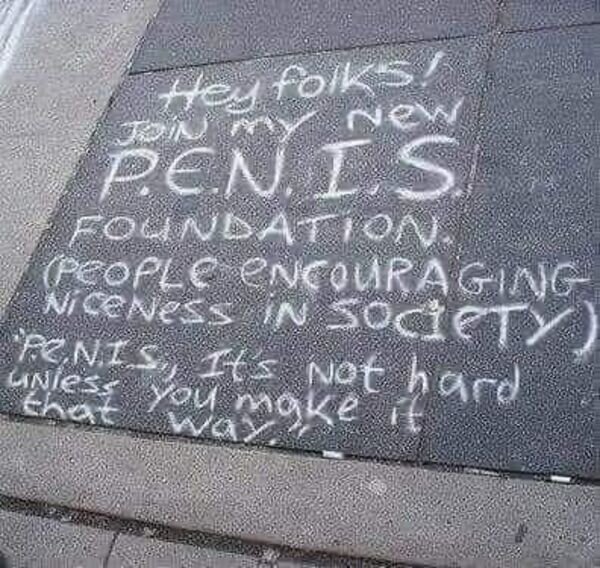 Hey folks!
JOIN MY New
P.E.N.I.S.
FOUNDATION.
(PEOPLE eNCOURAGING
NiCeNess iN SOCieTY)
"P.e.N.I.S., It's Not hard
unless you make it
that way."